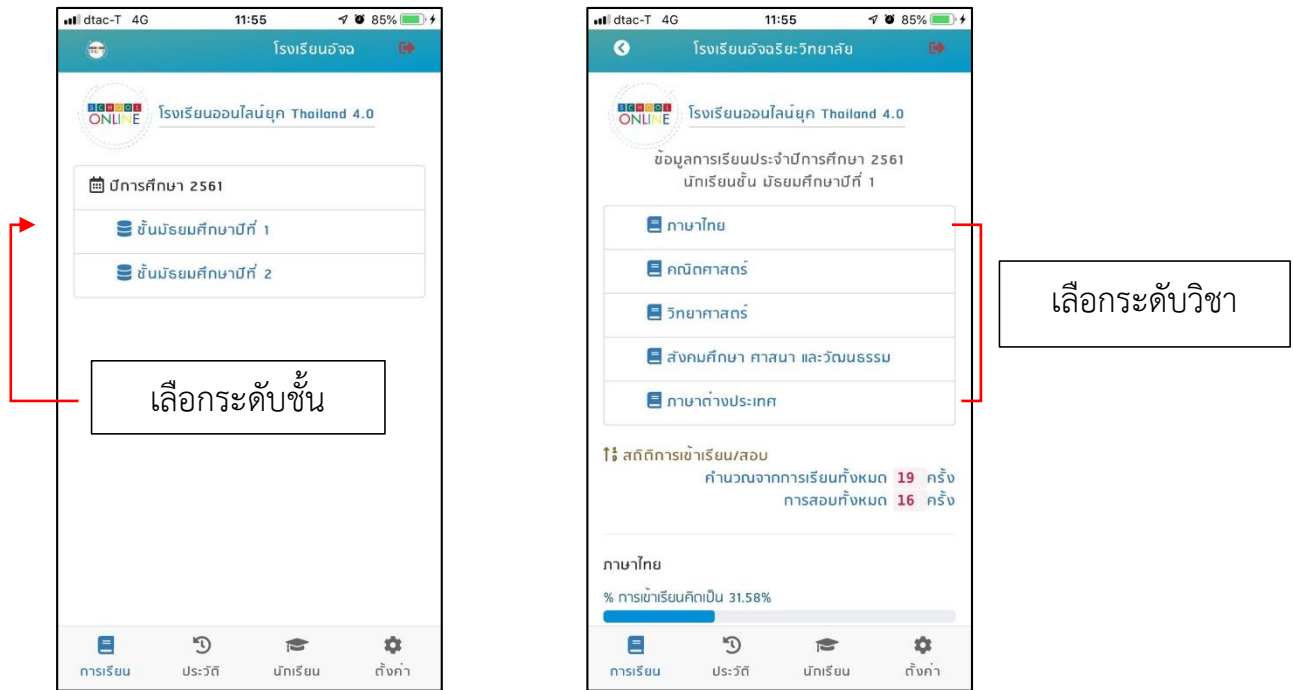 dtac-T 4G 11:55 85%
โรงเรียนอัจฉ
SCHOOL
ONLINE
โรงเรียนออนไลน์ยุค Thailand 4.0
ปีการศึกษา 2561
ชั้นมัธยมศึกษาปีที่ 1
ชั้นมัธยมศึกษาปีที่ 2
เลือกระดับชั้น
การเรียน ประวัติ นักเรียน ตั้งค่า
dtac-T 4G 11:55 85%
โรงเรียนอัจฉริยะวิทยาลัย
SCHOOL
ONLINE
โรงเรียนออนไลน์ยุค Thailand 4.0
ข้อมูลการเรียนประจำปีการศึกษา 2561
นักเรียนชั้น มัธยมศึกษาปีที่ 1
ภาษาไทย
คณิตศาสตร์
วิทยาศาสตร์
สังคมศึกษา ศาสนา และวัฒนธรรม
ภาษาต่างประเทศ
เลือกระดับวิชา
สถิติการเข้าเรียน/สอบ
คำนวณจากการเรียนทั้งหมด 19 ครั้ง
การสอบทั้งหมด 16 ครั้ง
ภาษาไทย
% การเข้าเรียนคิดเป็น 31.58%
การเรียน ประวัติ นักเรียน ตั้งค่า